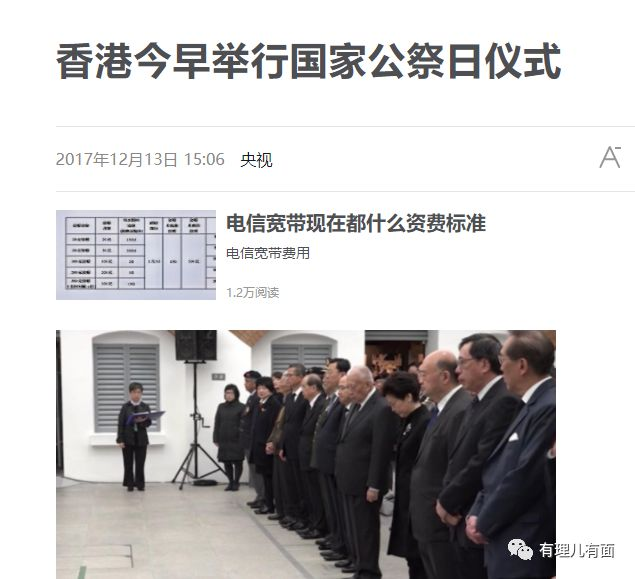 香港今早举行国家公祭日仪式
2017年12月13日 15:06 央视
A-
电信宽带现在都什么资费标准
电信宽带费用
1.2万阅读
有理儿有面